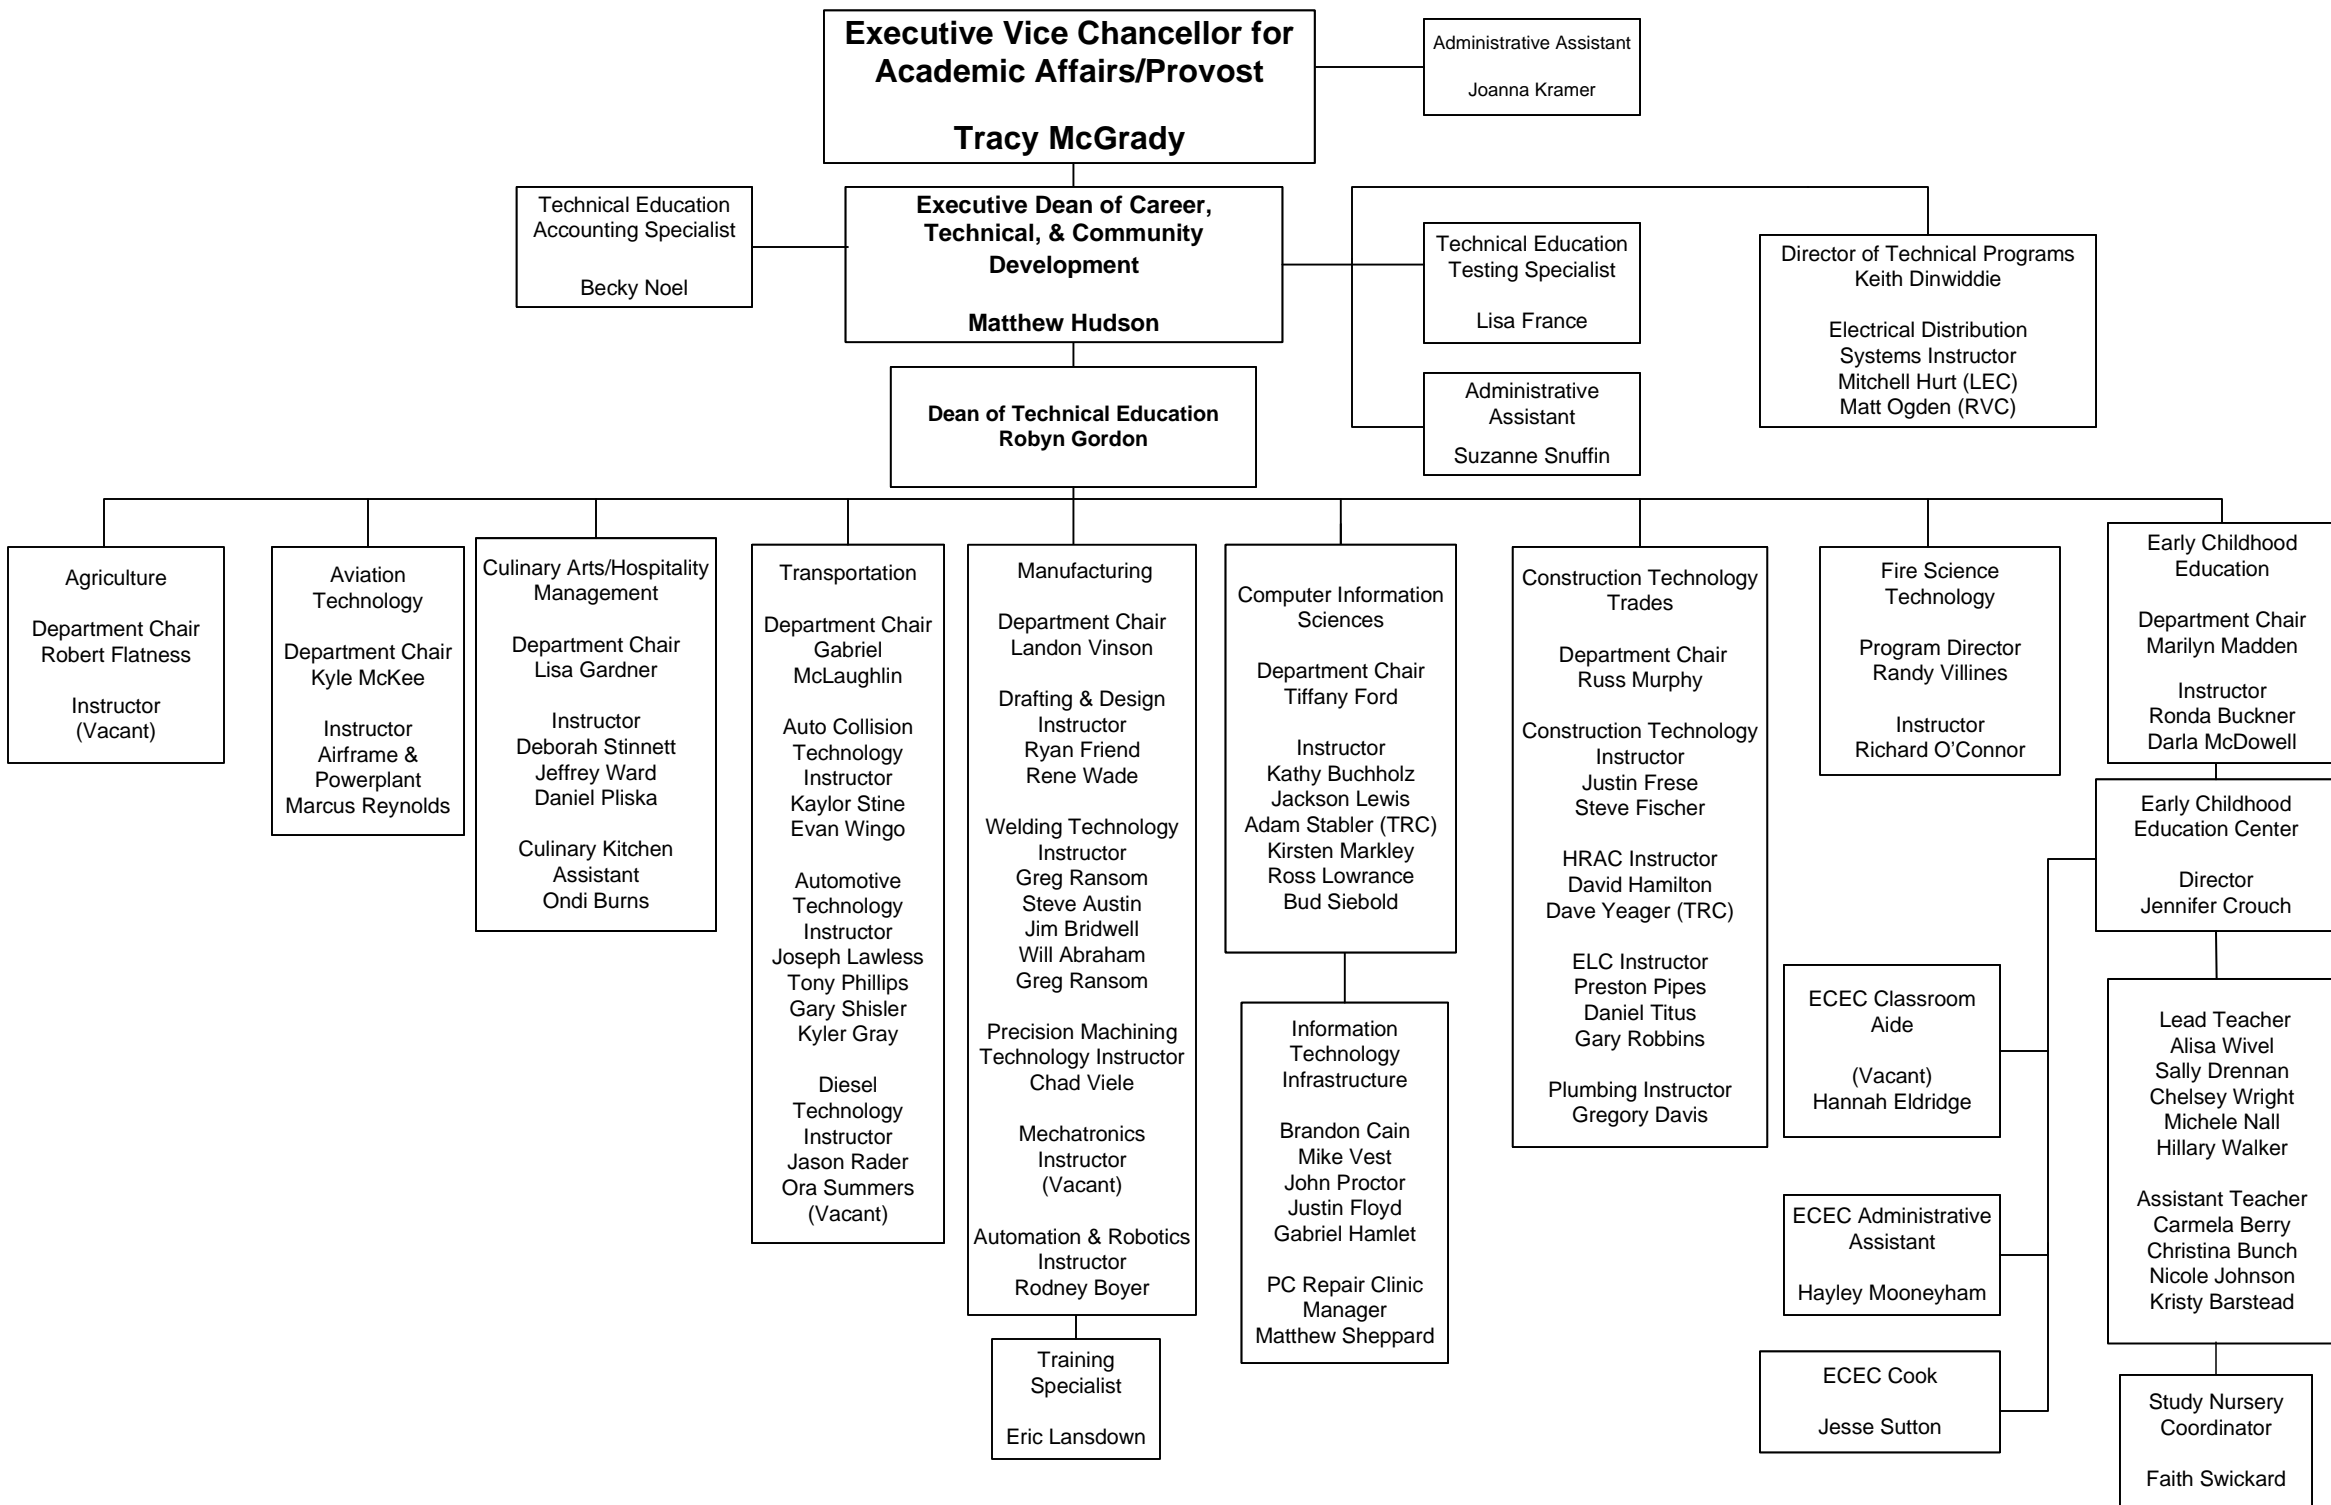 Executive Vice Chancellor for
Academic Affairs/Provost
Tracy McGrady
Administrative Assistant
Joanna Kramer
Technical Education
Accounting Specialist
Becky Noel
Executive Dean of Career,
Technical, & Community
Development
Matthew Hudson
Technical Education
Testing Specialist
Lisa France
Administrative
Assistant
Suzanne Snuffin
Director of Technical Programs
Keith Dinwiddie
Electrical Distribution
Systems Instructor
Mitchell Hurt (LEC)
Matt Ogden (RVC)
Dean of Technical Education
Robyn Gordon
Agriculture
Department Chair
Robert Flatness
Instructor
(Vacant)
Aviation
Technology
Department Chair
Kyle McKee
Instructor
Airframe &
Powerplant
Marcus Reynolds
Culinary Arts/Hospitality
Management
Department Chair
Lisa Gardner
Instructor
Deborah Stinnett
Jeffrey Ward
Daniel Pliska
Culinary Kitchen
Assistant
Ondi Burns
Transportation
Department Chair
Gabriel
McLaughlin
Auto Collision
Technology
Instructor
Kaylor Stine
Evan Wingo
Automotive
Technology
Instructor
Joseph Lawless
Tony Phillips
Gary Shisler
Kyler Gray
Diesel
Technology
Instructor
Jason Rader
Ora Summers
(Vacant)
Manufacturing
Department Chair
Landon Vinson
Drafting & Design
Instructor
Ryan Friend
Rene Wade
Welding Technology
Instructor
Greg Ransom
Steve Austin
Jim Bridwell
Will Abraham
Greg Ransom
Precision Machining
Technology Instructor
Chad Viele
Mechatronics
Instructor
(Vacant)
Automation & Robotics
Instructor
Rodney Boyer
Training
Specialist
Eric Lansdown
Computer Information
Sciences
Department Chair
Tiffany Ford
Instructor
Kathy Buchholz
Jackson Lewis
Adam Stabler (TRC)
Kirsten Markley
Ross Lowrance
Bud Siebold
Information
Technology
Infrastructure
Brandon Cain
Mike Vest
John Proctor
Justin Floyd
Gabriel Hamlet
PC Repair Clinic
Manager
Matthew Sheppard
Construction Technology
Trades
Department Chair
Russ Murphy
Construction Technology
Instructor
Justin Frese
Steve Fischer
HRAC Instructor
David Hamilton
Dave Yeager (TRC)
ELC Instructor
Preston Pipes
Daniel Titus
Gary Robbins
Plumbing Instructor
Gregory Davis
Fire Science
Technology
Program Director
Randy Villines
Instructor
Richard O’Connor
Early Childhood
Education
Department Chair
Marilyn Madden
Instructor
Ronda Buckner
Darla McDowell
Early Childhood
Education Center
Director
Jennifer Crouch
ECEC Classroom
Aide
(Vacant)
Hannah Eldridge
ECEC Administrative
Assistant
Hayley Mooneyham
ECEC Cook
Jesse Sutton
Lead Teacher
Alisa Wivel
Sally Drennan
Chelsey Wright
Michele Nall
Hillary Walker
Assistant Teacher
Carmela Berry
Christina Bunch
Nicole Johnson
Kristy Barstead
Study Nursery
Coordinator
Faith Swickard